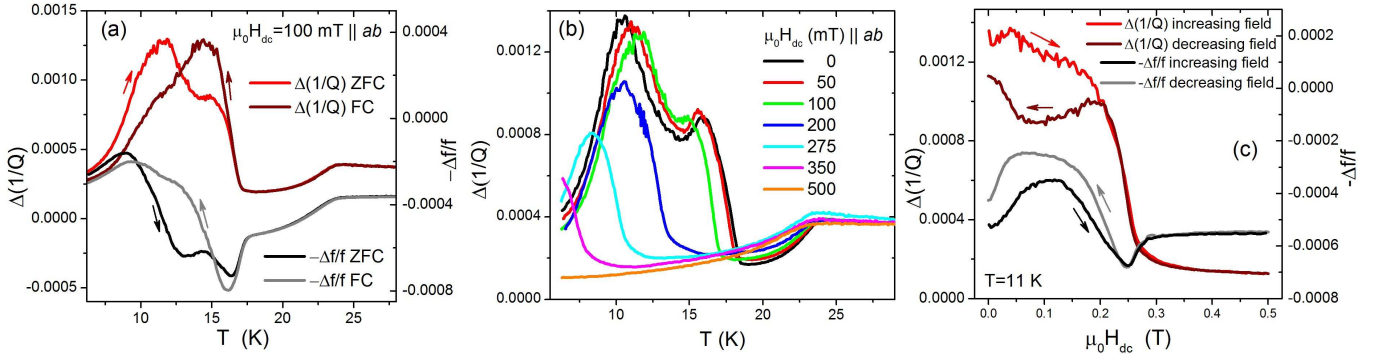 (a)
μ₀H_dc=100 mT || ab
Δ(1/Q) ZFC
Δ(1/Q) FC
−Δf/f ZFC
−Δf/f FC
0.0015
0.0010
0.0005
0.0000
-0.0005
Δ(1/Q)
10 15 20 25
T (K)
0.0004
0.0000
-0.0004
-0.0008
−Δf/f
(b)
μ₀H_dc (mT) || ab
0
50
100
200
275
350
500
0.0012
0.0008
0.0004
0.0000
Δ(1/Q)
5 10 15 20 25
T (K)
Δ(1/Q) increasing field
Δ(1/Q) decreasing field
-Δf/f increasing field
-Δf/f decreasing field
(c)
T=11 K
0.0012
0.0008
0.0004
0.0000
Δ(1/Q)
0.0 0.1 0.2 0.3 0.4 0.5
μ₀H_dc (T)
0.0002
0.0000
-0.0002
-0.0004
-0.0006
-0.0008
-Δf/f